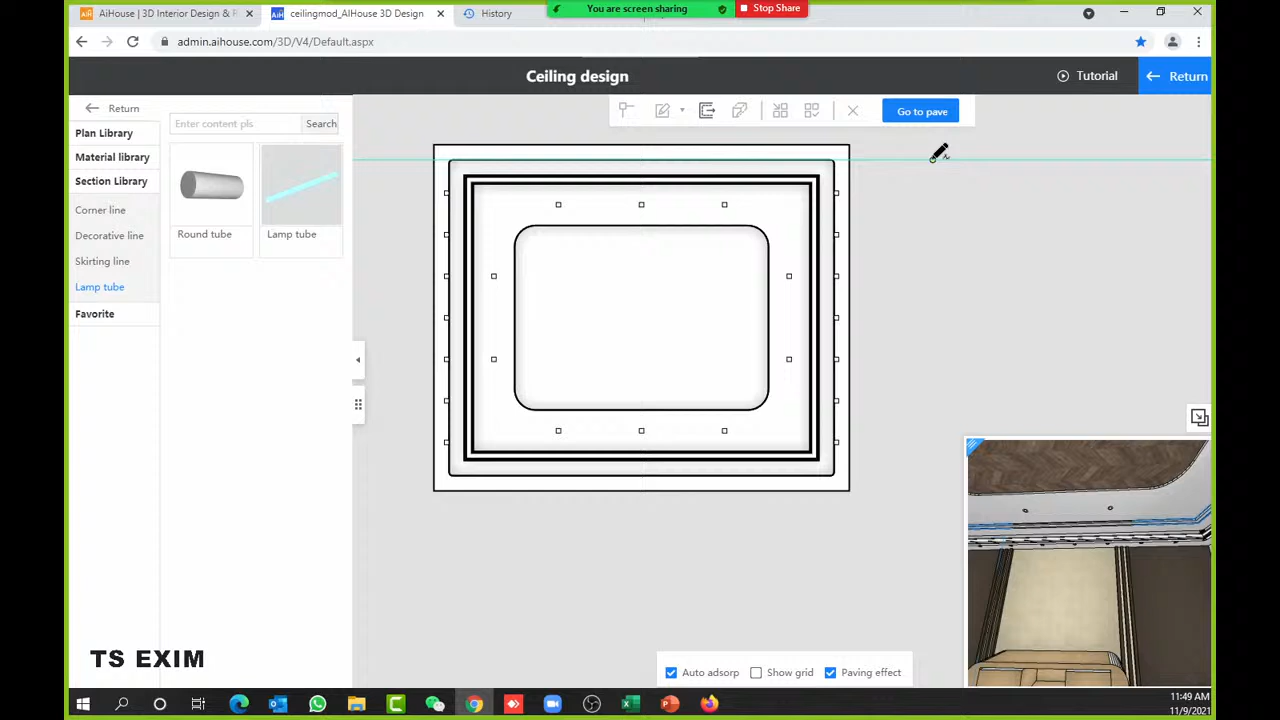 AiHouse | 3D Interior Design & R
ceilingmod_AIHouse 3D Design
History
You are screen sharing
Stop Share
admin.aihouse.com/3D/V4/Default.aspx
Ceiling design
Tutorial
Return
Return
Enter content pls
Search
Go to pave
Plan Library
Material library
Section Library
Corner line
Decorative line
Skirting line
Lamp tube
Favorite
Round tube
Lamp tube
TS EXIM
Auto adsorp
Show grid
Paving effect
11:49 AM
11/9/2021